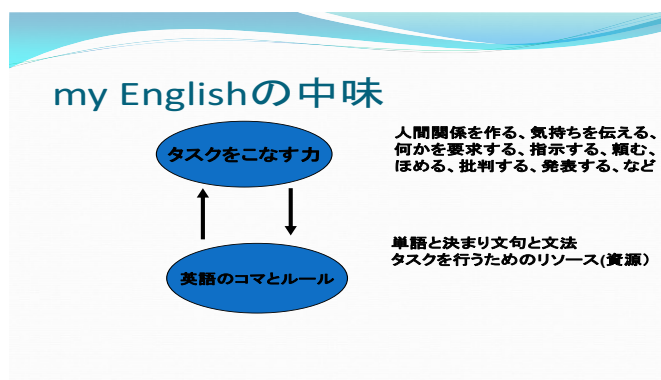 my Englishの中味
タスクをこなす力
人間関係を作る、気持ちを伝える、
何かを要求する、指示する、頼む、
ほめる、批判する、発表する、など
英語のコマとルール
単語と決まり文句と文法
タスクを行うためのリソース(資源）